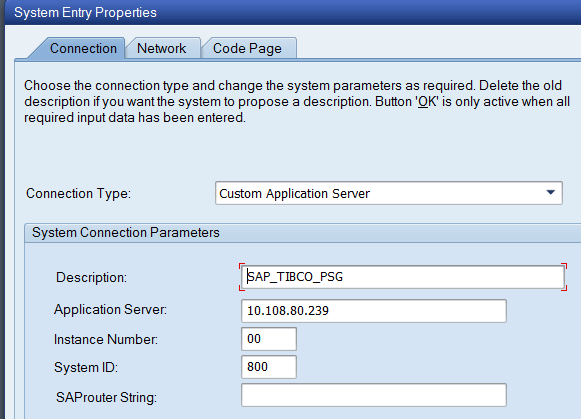 System Entry Properties
Connection Network Code Page
Choose the connection type and change the system parameters as required. Delete the old
description if you want the system to propose a description. Button 'OK' is only active when all
required input data has been entered.
Connection Type: Custom Application Server
System Connection Parameters
Description: SAP_TIBCO_PSG
Application Server: 10.108.80.239
Instance Number: 00
System ID: 800
SAProuter String: